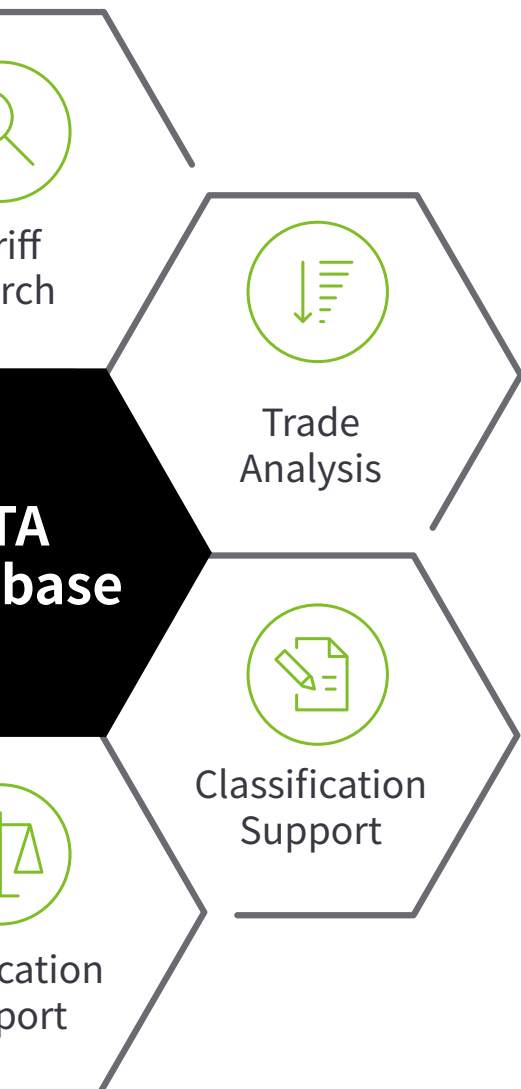 riff
rch
Trade
Analysis
TA
base
Classification
Support
cation
port